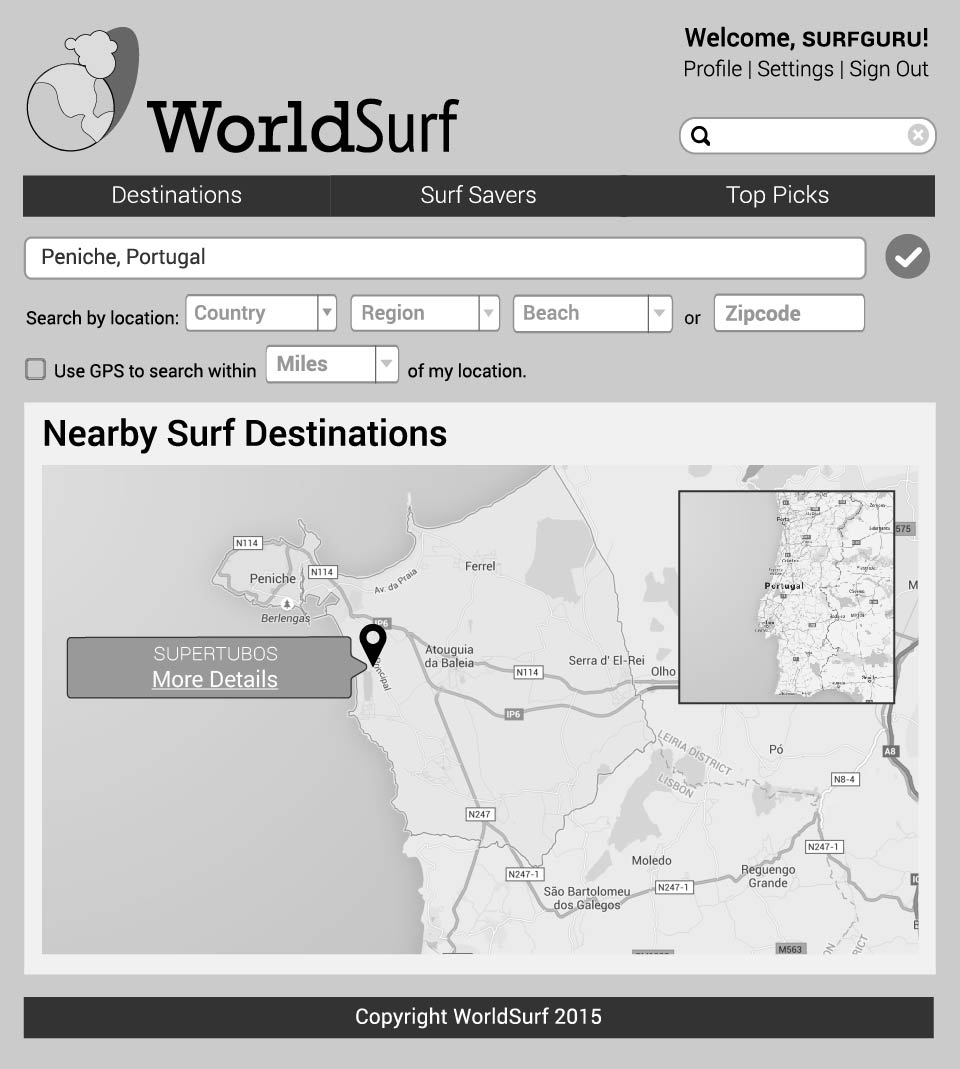 Welcome, SURFGURU!
Profile | Settings | Sign Out
WorldSurf
Destinations
Surf Savers
Top Picks
Peniche, Portugal
Search by location:
Country
Region
Beach
or
Zipcode
Use GPS to search within
Miles
of my location.
Nearby Surf Destinations
N114
Peniche
N114
Av. da Praia
Ferrel
Berlengas
IP6
SUPERTUBOS
More Details
Atouguia
da Baleia
N114
Serra d' El-Rei
Olho
IP6
Portugal
575
M
LEIRIA DISTRICT
LISBON
Pó
A8
N8-4
N247
N247-1
N247-1
Moledo
Reguengo
Grande
N247-1
São Bartolomeu
dos Galegos
M563
Copyright WorldSurf 2015